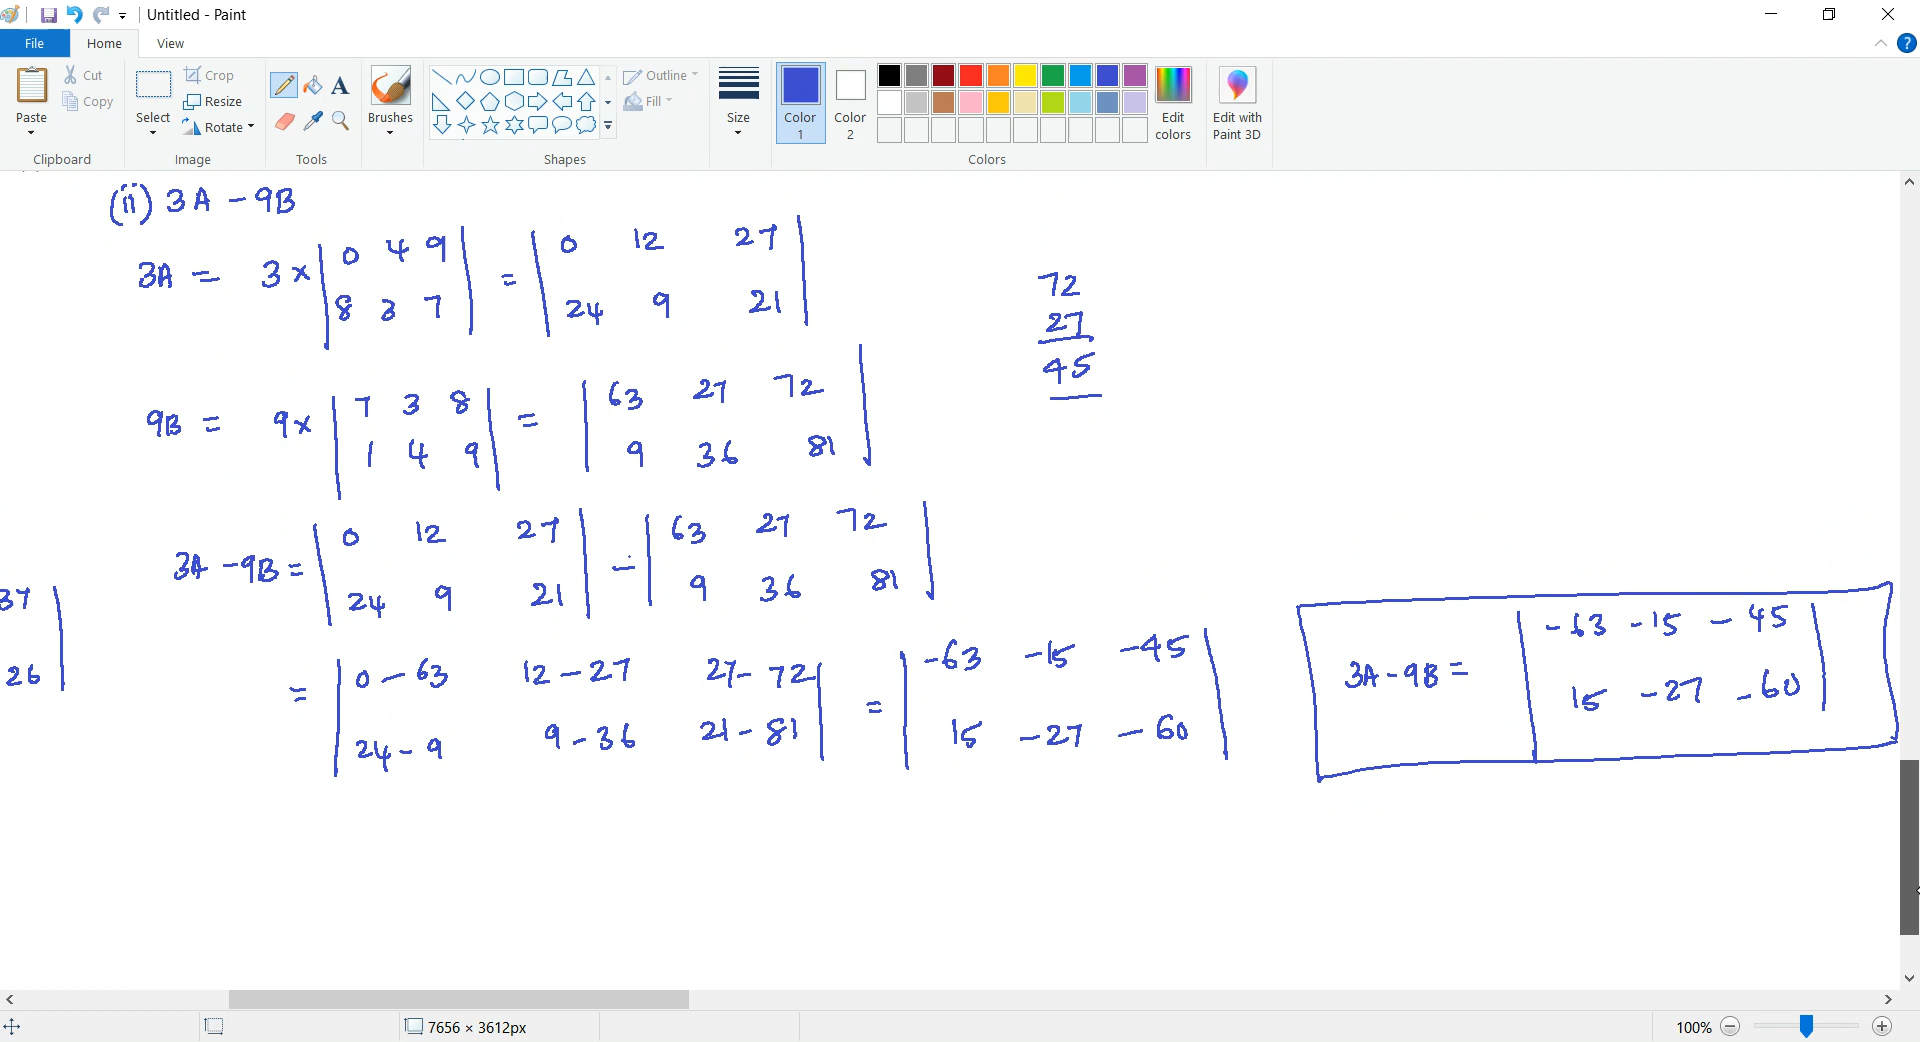 Untitled - Paint
File Home View
Paste Cut Copy Select Crop Resize Rotate A Brushes Outline Fill Size Color 1 Color 2 Edit colors Edit with Paint 3D
Clipboard Image Tools Shapes Colors
(ii) 3A - 9B
3A = 3 × | 0 4 9 | = | 0 12 27 |
| 8 3 7 | | 24 9 21 |
72
27
45
9B = 9 × | 7 3 8 | = | 63 27 72 |
| 1 4 9 | | 9 36 81 |
3A - 9B = | 0 12 27 | - | 63 27 72 |
| 24 9 21 | | 9 36 81 |
37 |
26 |
= | 0 - 63 12 - 27 27 - 72 | = | -63 -15 -45 |
| 24 - 9 9 - 36 21 - 81 | | 15 -27 -60 |
3A - 9B = | -63 -15 -45 |
| 15 -27 -60 |
7656 × 3612px 100%